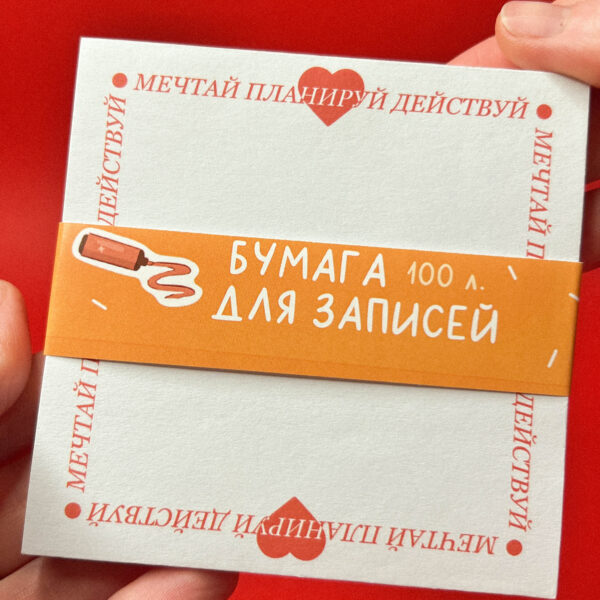 МЕЧТАЙ ПЛАНИРУЙ ДЕЙСТВУЙ
ДЕЙСТВУЙ
МЕЧТАЙ П
БУМАГА 100 л.
ДЛЯ ЗАПИСЕЙ
МЕЧТАЙ П
ДЕЙСТВУЙ
МЕЧТАЙ ПЛАНИРУЙ ДЕЙСТВУЙ